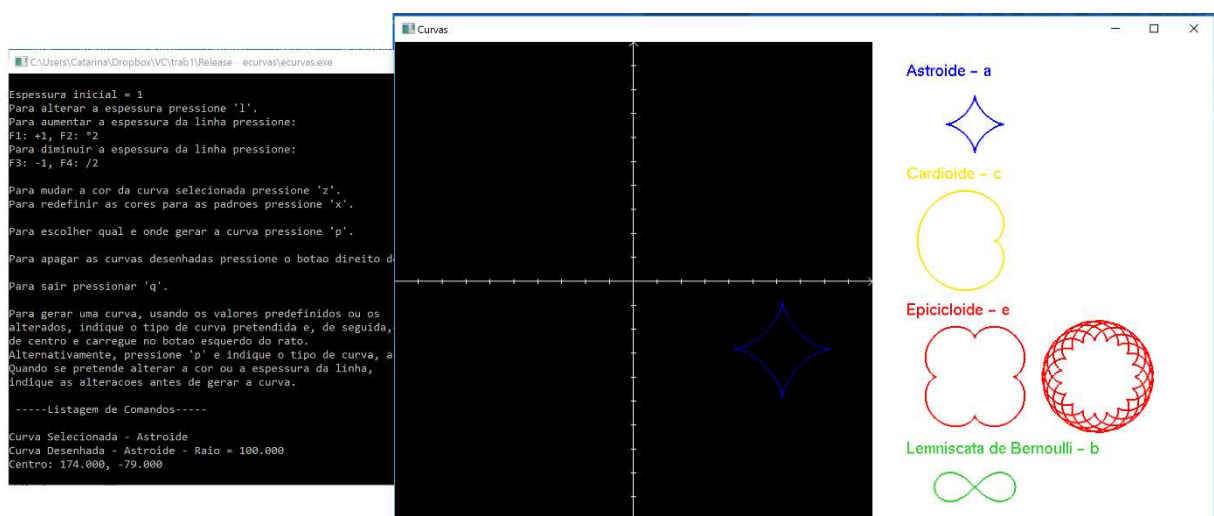 C:\Users\Catarina\Dropbox\VC\trab1\Release - ecurvas\ecurvas.exe
Espessura inicial = 1
Para alterar a espessura pressione 'l'.
Para aumentar a espessura da linha pressione:
F1: +1, F2: *2
Para diminuir a espessura da linha pressione:
F3: -1, F4: /2
Para mudar a cor da curva selecionada pressione 'z'.
Para redefinir as cores para as padroes pressione 'x'.
Para escolher qual e onde gerar a curva pressione 'p'.
Para apagar as curvas desenhadas pressione o botao direito d
Para sair pressionar 'q'.
Para gerar uma curva, usando os valores predefinidos ou os
alterados, indique o tipo de curva pretendida e, de seguida,
de centro e carregue no botao esquerdo do rato.
Alternativamente, pressione 'p' e indique o tipo de curva, a
Quando se pretende alterar a cor ou a espessura da linha,
indique as alteracoes antes de gerar a curva.
-----Listagem de Comandos-----
Curva Selecionada - Astroide
Curva Desenhada - Astroide - Raio = 100.000
Centro: 174.000, -79.000
Curvas
Astroide - a
Cardioide - c
Epicicloide - e
Lemniscata de Bernoulli - b